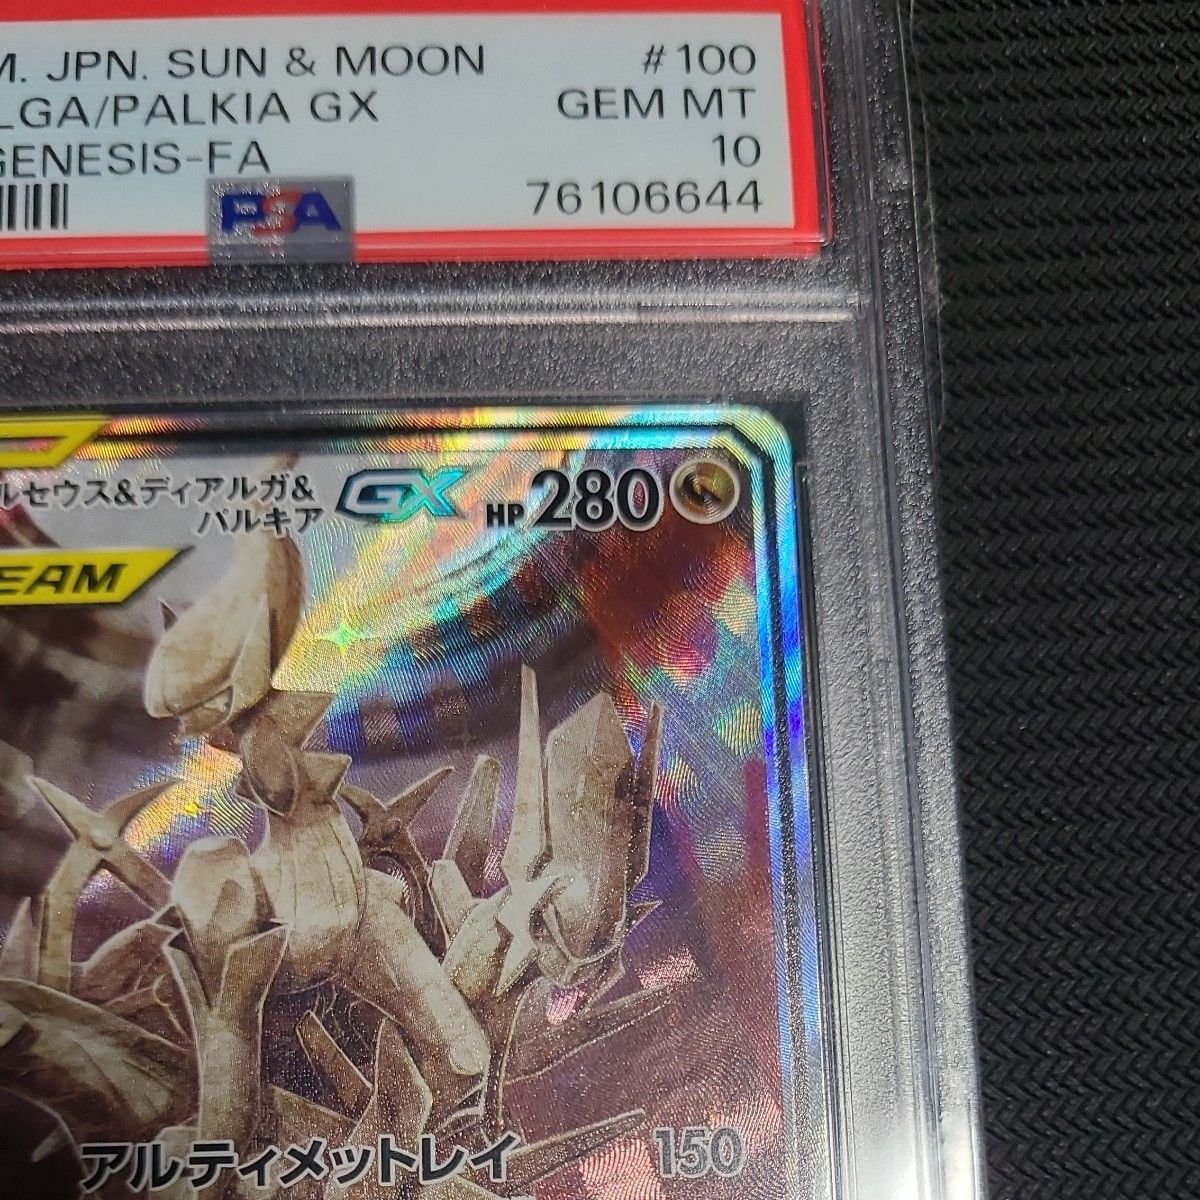 M. JPN. SUN & MOON #100
LGA/PALKIA GX GEM MT
GENESIS-FA 10
PSA 76106644
ルセウス&ディアルガ& GX HP 280
パルキア
EAM
アルティメットレイ 150